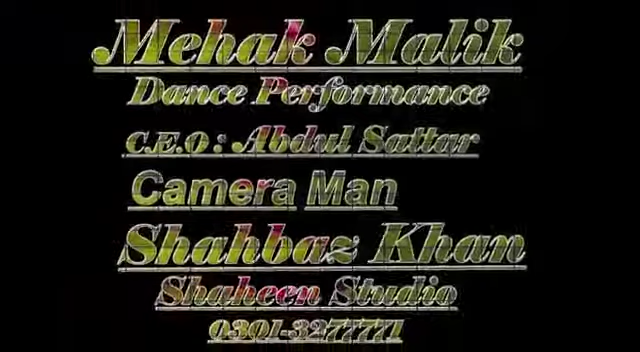 Mehak Malik
Dance Performance
C.E.O : Abdul Sattar
Camera Man
Shahbaz Khan
Shaheen Studio
0301-3277771